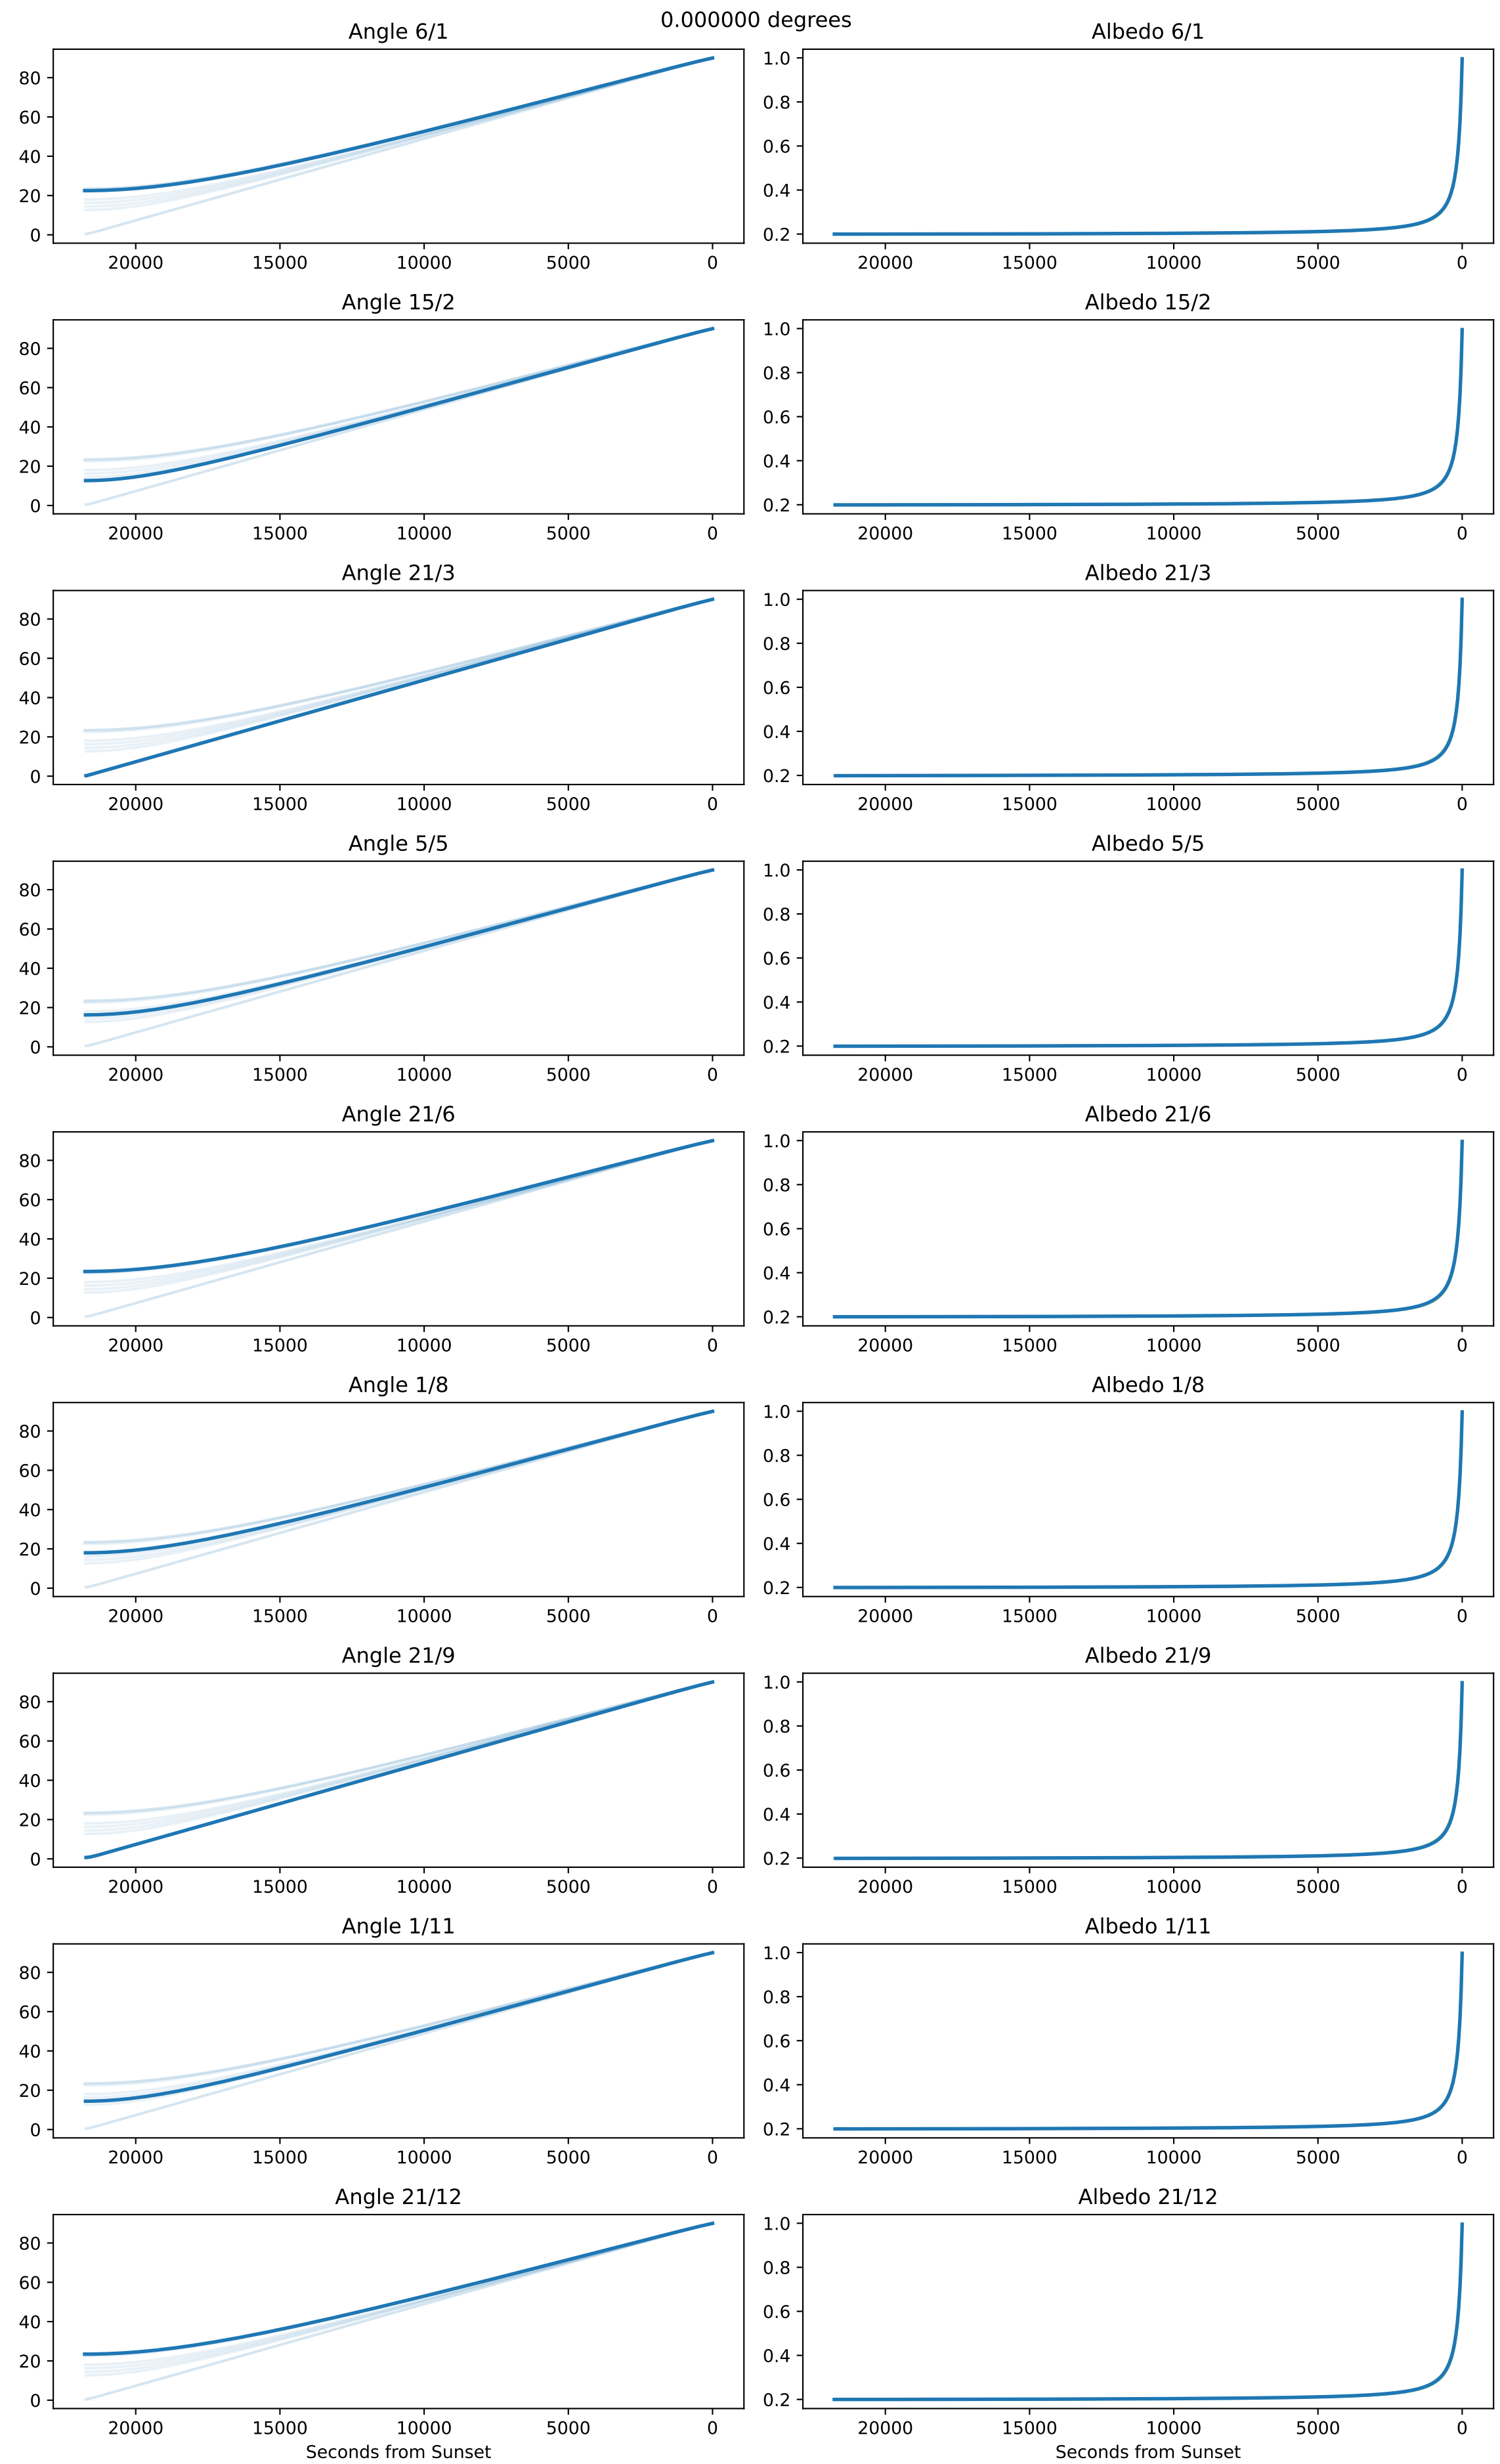 0.000000 degrees
Angle 6/1
Albedo 6/1
80
60
40
20
0
20000 15000 10000 5000 0
1.0
0.8
0.6
0.4
0.2
20000 15000 10000 5000 0
Angle 15/2
Albedo 15/2
80
60
40
20
0
20000 15000 10000 5000 0
1.0
0.8
0.6
0.4
0.2
20000 15000 10000 5000 0
Angle 21/3
Albedo 21/3
80
60
40
20
0
20000 15000 10000 5000 0
1.0
0.8
0.6
0.4
0.2
20000 15000 10000 5000 0
Angle 5/5
Albedo 5/5
80
60
40
20
0
20000 15000 10000 5000 0
1.0
0.8
0.6
0.4
0.2
20000 15000 10000 5000 0
Angle 21/6
Albedo 21/6
80
60
40
20
0
20000 15000 10000 5000 0
1.0
0.8
0.6
0.4
0.2
20000 15000 10000 5000 0
Angle 1/8
Albedo 1/8
80
60
40
20
0
20000 15000 10000 5000 0
1.0
0.8
0.6
0.4
0.2
20000 15000 10000 5000 0
Angle 21/9
Albedo 21/9
80
60
40
20
0
20000 15000 10000 5000 0
1.0
0.8
0.6
0.4
0.2
20000 15000 10000 5000 0
Angle 1/11
Albedo 1/11
80
60
40
20
0
20000 15000 10000 5000 0
1.0
0.8
0.6
0.4
0.2
20000 15000 10000 5000 0
Angle 21/12
Albedo 21/12
80
60
40
20
0
20000 15000 10000 5000 0
Seconds from Sunset
1.0
0.8
0.6
0.4
0.2
20000 15000 10000 5000 0
Seconds from Sunset